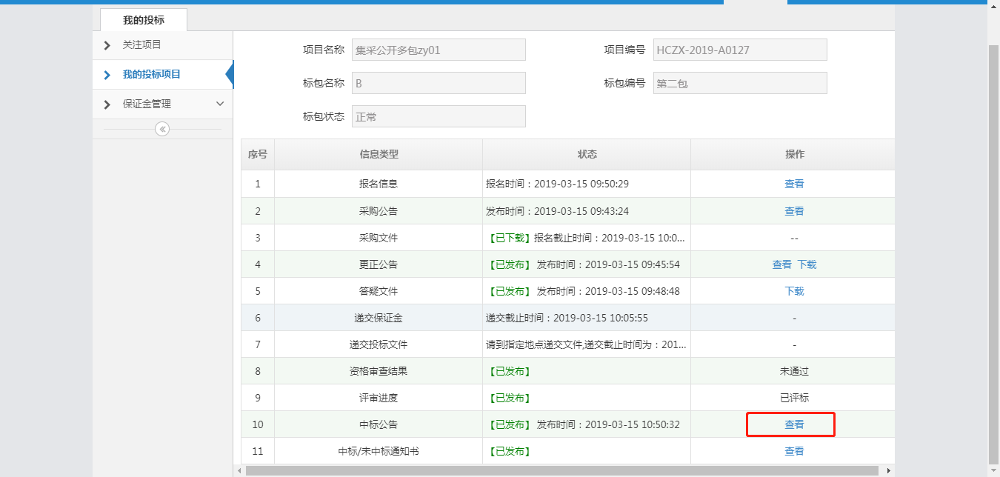 我的投标
关注项目
我的投标项目
保证金管理
项目名称 集采公开多包zy01 项目编号 HCZX-2019-A0127
标包名称 B 标包编号 第二包
标包状态 正常
序号 信息类型 状态 操作
1 报名信息 报名时间：2019-03-15 09:50:29 查看
2 采购公告 发布时间：2019-03-15 09:43:24 查看
3 采购文件 【已下载】报名截止时间：2019-03-15 10:0... --
4 更正公告 【已发布】 发布时间：2019-03-15 09:45:54 查看 下载
5 答疑文件 【已发布】 发布时间：2019-03-15 09:48:48 下载
6 递交保证金 递交截止时间：2019-03-15 10:05:55 -
7 递交投标文件 请到指定地点递交文件,递交截止时间为：201... -
8 资格审查结果 【已发布】 未通过
9 评审进度 【已发布】 已评标
10 中标公告 【已发布】 发布时间：2019-03-15 10:50:32 查看
11 中标/未中标通知书 【已发布】 查看